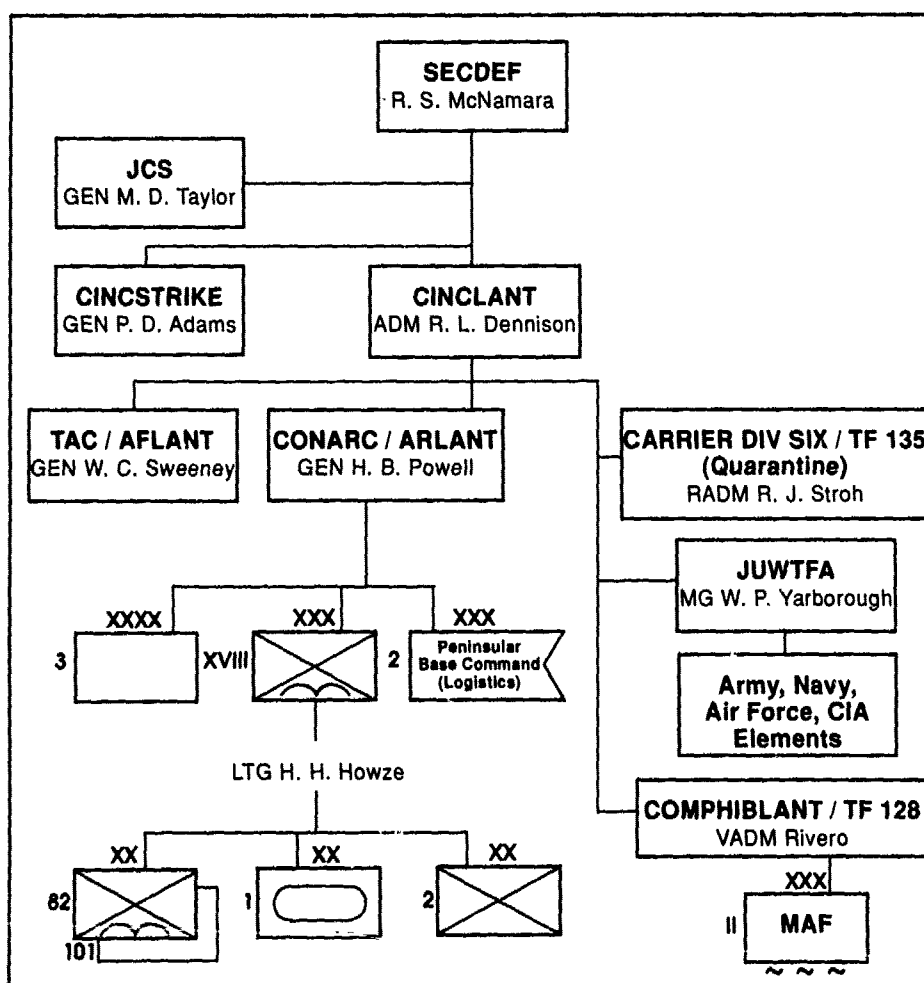 SECDEF
R. S. McNamara
JCS
GEN M. D. Taylor
CINCSTRIKE
GEN P. D. Adams
CINCLANT
ADM R. L. Dennison
TAC / AFLANT
GEN W. C. Sweeney
CONARC / ARLANT
GEN H. B. Powell
CARRIER DIV SIX / TF 135
(Quarantine)
RADM R. J. Stroh
JUWTFA
MG W. P. Yarborough
Army, Navy,
Air Force, CIA
Elements
XXXX
3
XXX
XVIII
XXX
2
Peninsular
Base Command
(Logistics)
LTG H. H. Howze
COMPHIBLANT / TF 128
VADM Rivero
XX
82
101
XX
1
XX
2
XXX
II
MAF
~ ~ ~